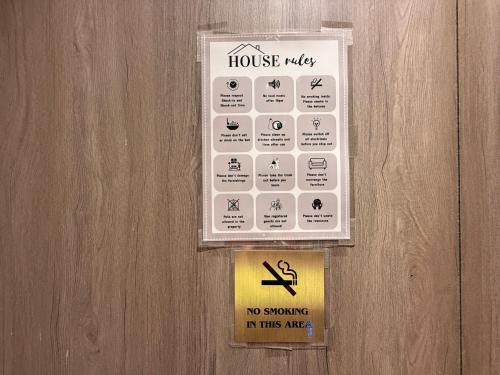 HOUSE rules
Please respect
Check-in and
Check-out Time
No loud music
after 10pm
No smoking inside.
Please smoke in
the balcony
Please don't eat
or drink on the bed
Please clean up
kitchen utensils and
item after use
Please switch off
all electricals
before you step out
Please don't damage
the furnishings
Please take the trash
out before you
leave
Please don't
rearrange the
furniture
Pets are not
allowed in the
property
Non registered
guests are not
allowed
Please don't waste
the resources
NO SMOKING
IN THIS AREA